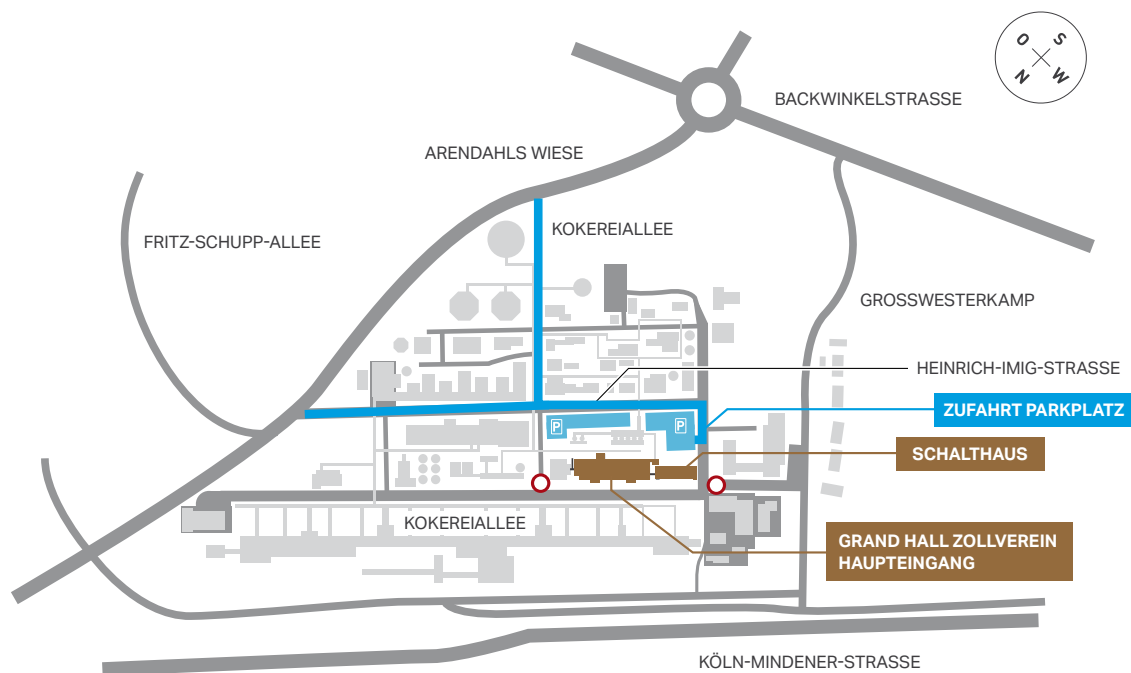 O S
N W
BACKWINKELSTRASSE
ARENDAHLS WIESE
KOKEREIALLEE
FRITZ-SCHUPP-ALLEE
GROSSWESTERKAMP
HEINRICH-IMIG-STRASSE
ZUFAHRT PARKPLATZ
P
P
SCHALTHAUS
KOKEREIALLEE
GRAND HALL ZOLLVEREIN
HAUPTEINGANG
KÖLN-MINDENER-STRASSE